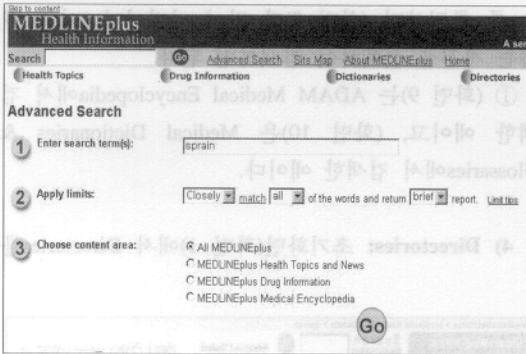 Skip to content
MEDLINEplus
Health Information
A ser
Search Go Advanced Search Site Map About MEDLINEplus Home
Health Topics Drug Information Dictionaries Directories
Advanced Search
1 Enter search term(s): sprain
2 Apply limits: Closely match all of the words and return brief report. Limit tips
3 Choose content area: All MEDLINEplus
MEDLINEplus Health Topics and News
MEDLINEplus Drug Information
MEDLINEplus Medical Encyclopedia
Go